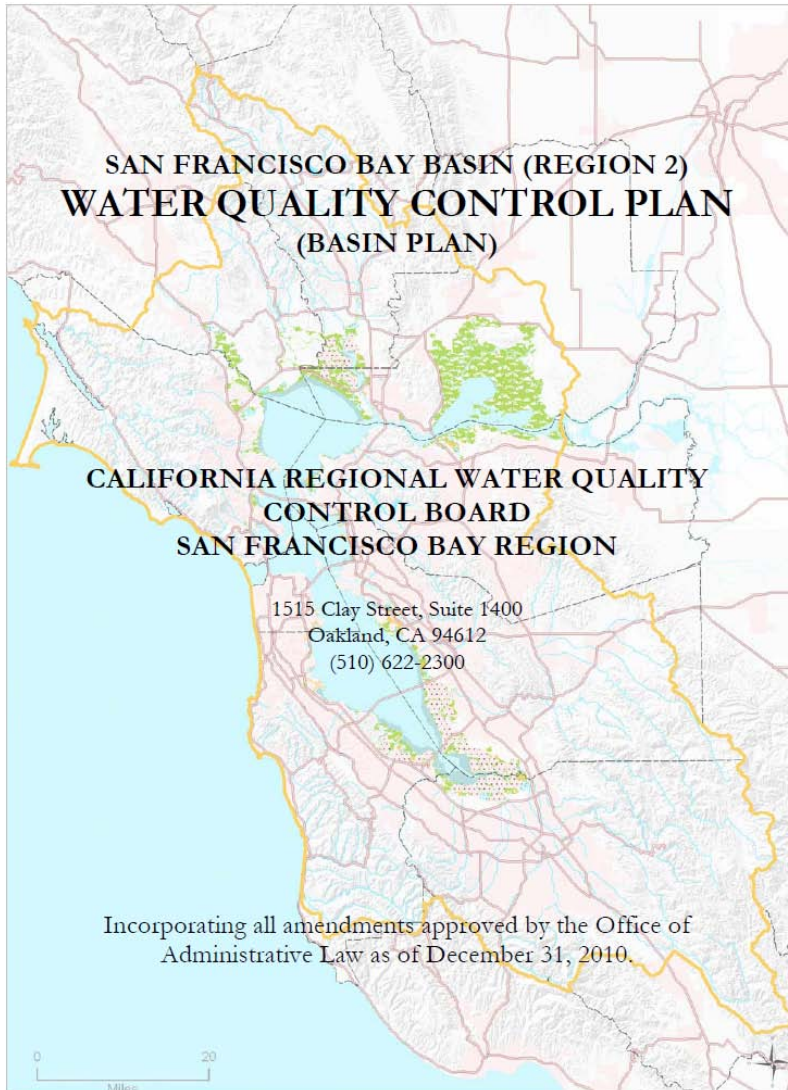 SAN FRANCISCO BAY BASIN (REGION 2)
WATER QUALITY CONTROL PLAN
(BASIN PLAN)
CALIFORNIA REGIONAL WATER QUALITY
CONTROL BOARD
SAN FRANCISCO BAY REGION
1515 Clay Street, Suite 1400
Oakland, CA 94612
(510) 622-2300
Incorporating all amendments approved by the Office of
Administrative Law as of December 31, 2010.
0 20
Miles